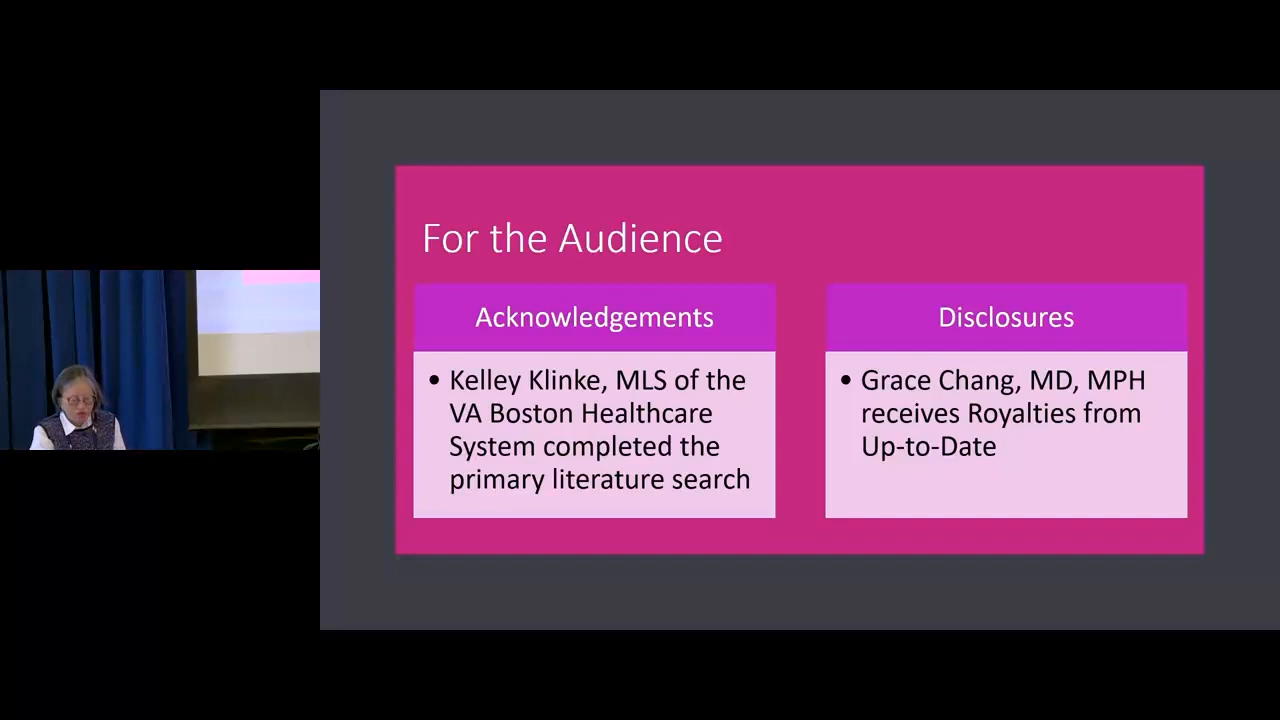 For the Audience
Acknowledgements
• Kelley Klinke, MLS of the
VA Boston Healthcare
System completed the
primary literature search
Disclosures
• Grace Chang, MD, MPH
receives Royalties from
Up-to-Date